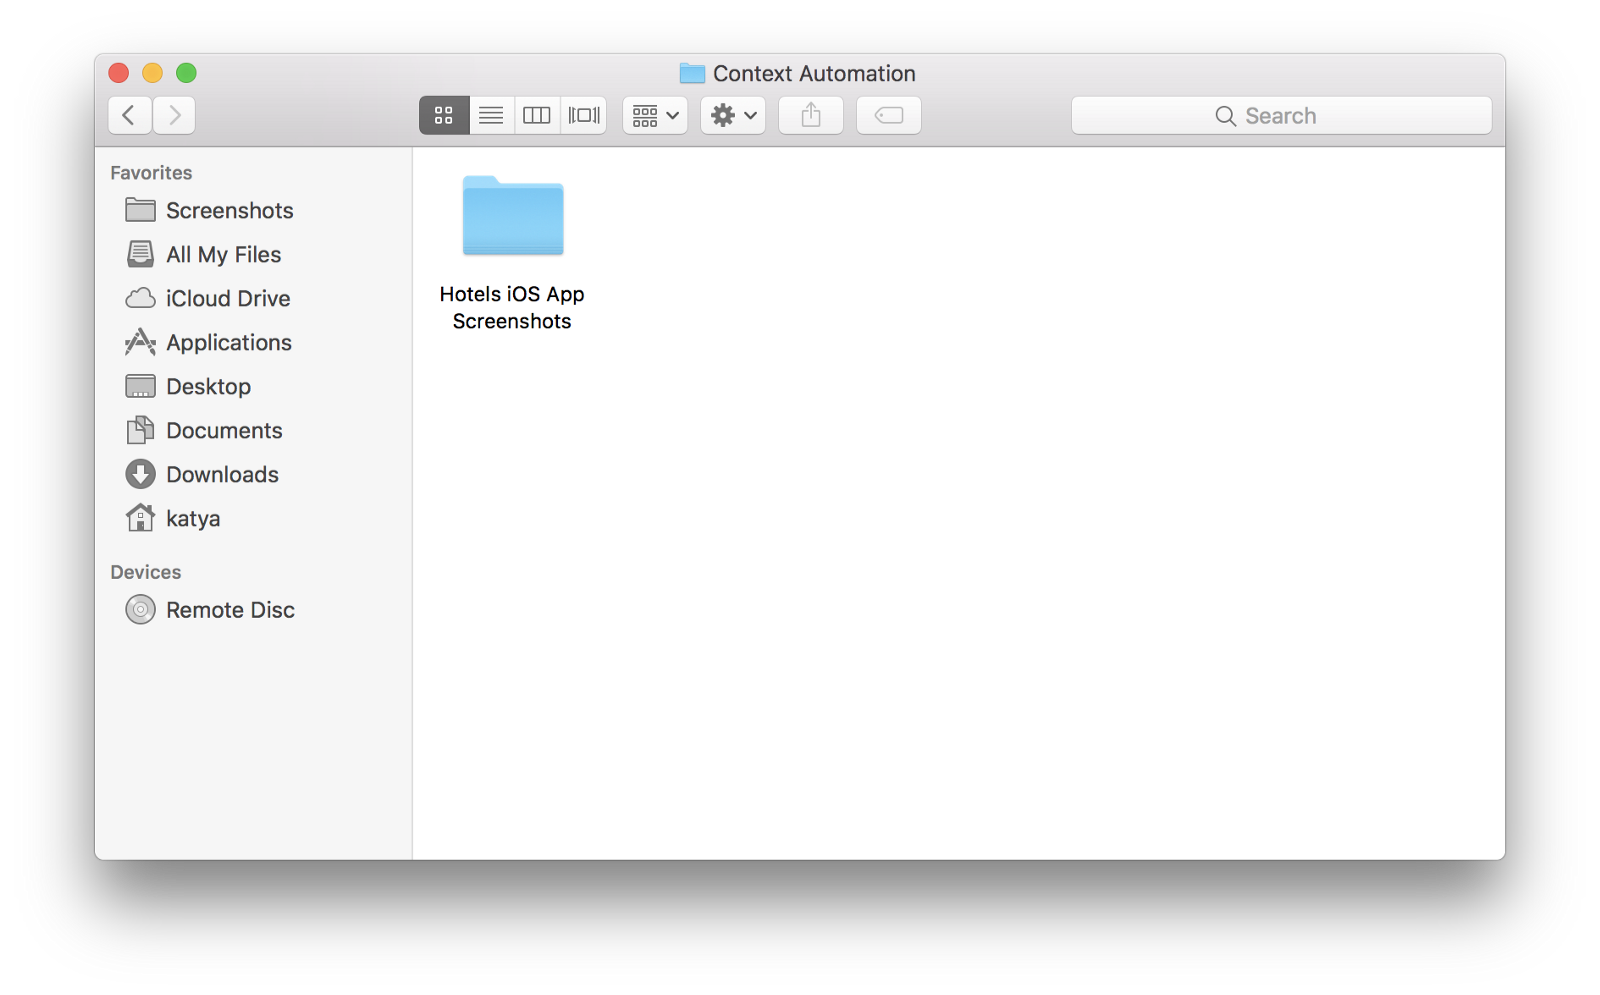 Context Automation
Search
Favorites
Screenshots
All My Files
iCloud Drive
Applications
Desktop
Documents
Downloads
katya
Devices
Remote Disc
Hotels iOS App
Screenshots